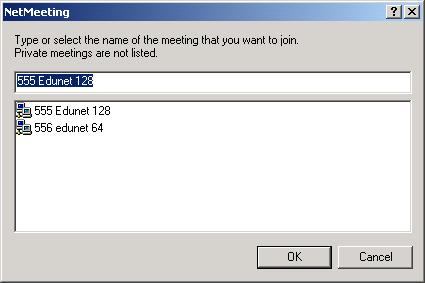 NetMeeting
Type or select the name of the meeting that you want to join.
Private meetings are not listed.
555 Edunet 128
555 Edunet 128
556 edunet 64
OK
Cancel